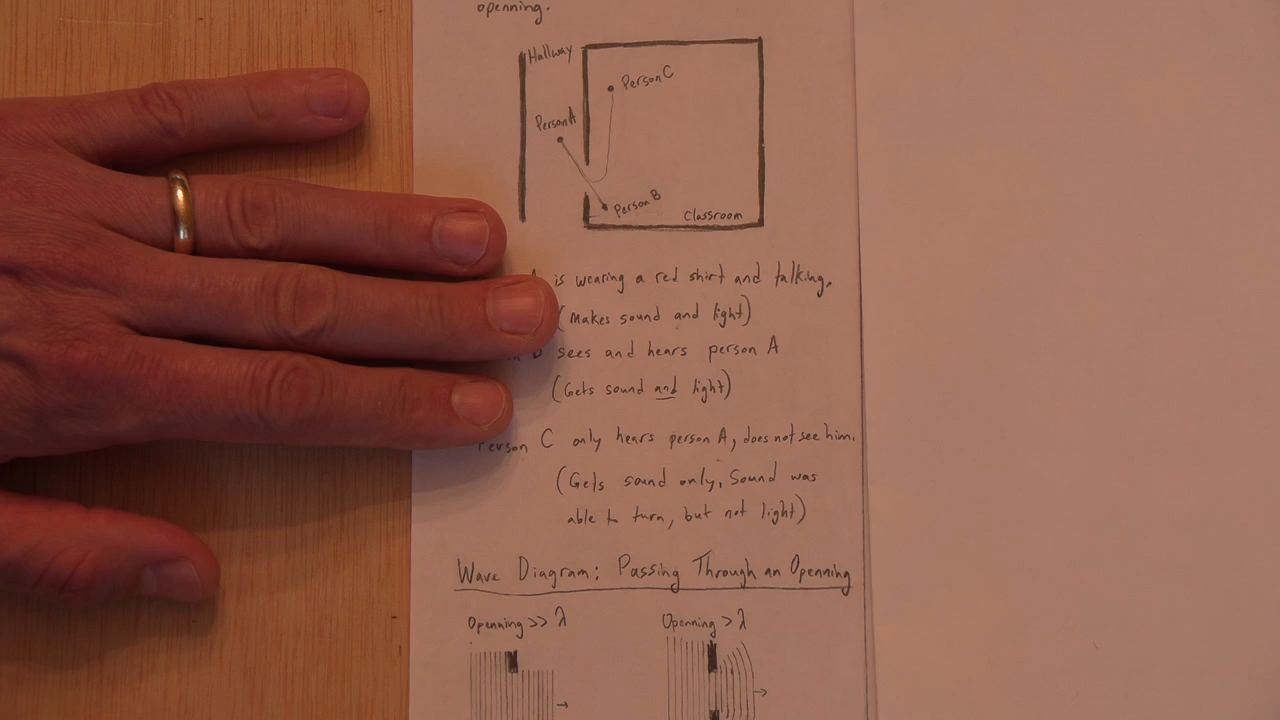 openning.
Hallway
Person C
Person A
Person B
Classroom
A is wearing a red shirt and talking.
(Makes sound and light)
B sees and hears person A
(Gets sound and light)
Person C only hears person A, does not see him.
(Gets sound only, Sound was
able to turn, but not light)
Wave Diagram: Passing Through an Openning
Openning >> λ
Openning > λ